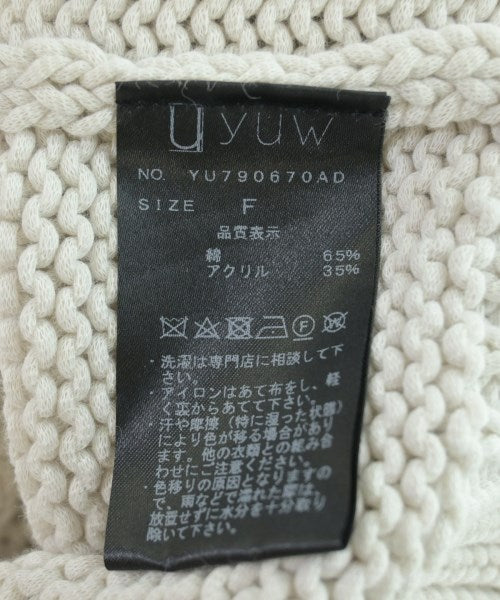 uyuw
NO. YU790670AD
SIZE F
品質表示
綿 65%
アクリル 35%
・洗濯は専門店に相談して下
さい。
・アイロンはあて布をし、軽
く裏からあてて下さい。
・汗や摩擦（特に湿った状態）
により色が移る場合があり
ます。他の衣類との組み合
わせにご注意ください。
・色移りの原因となりますの
で、雨などで濡れた際は
放置せずに水分を十分取り
除いて下さい。